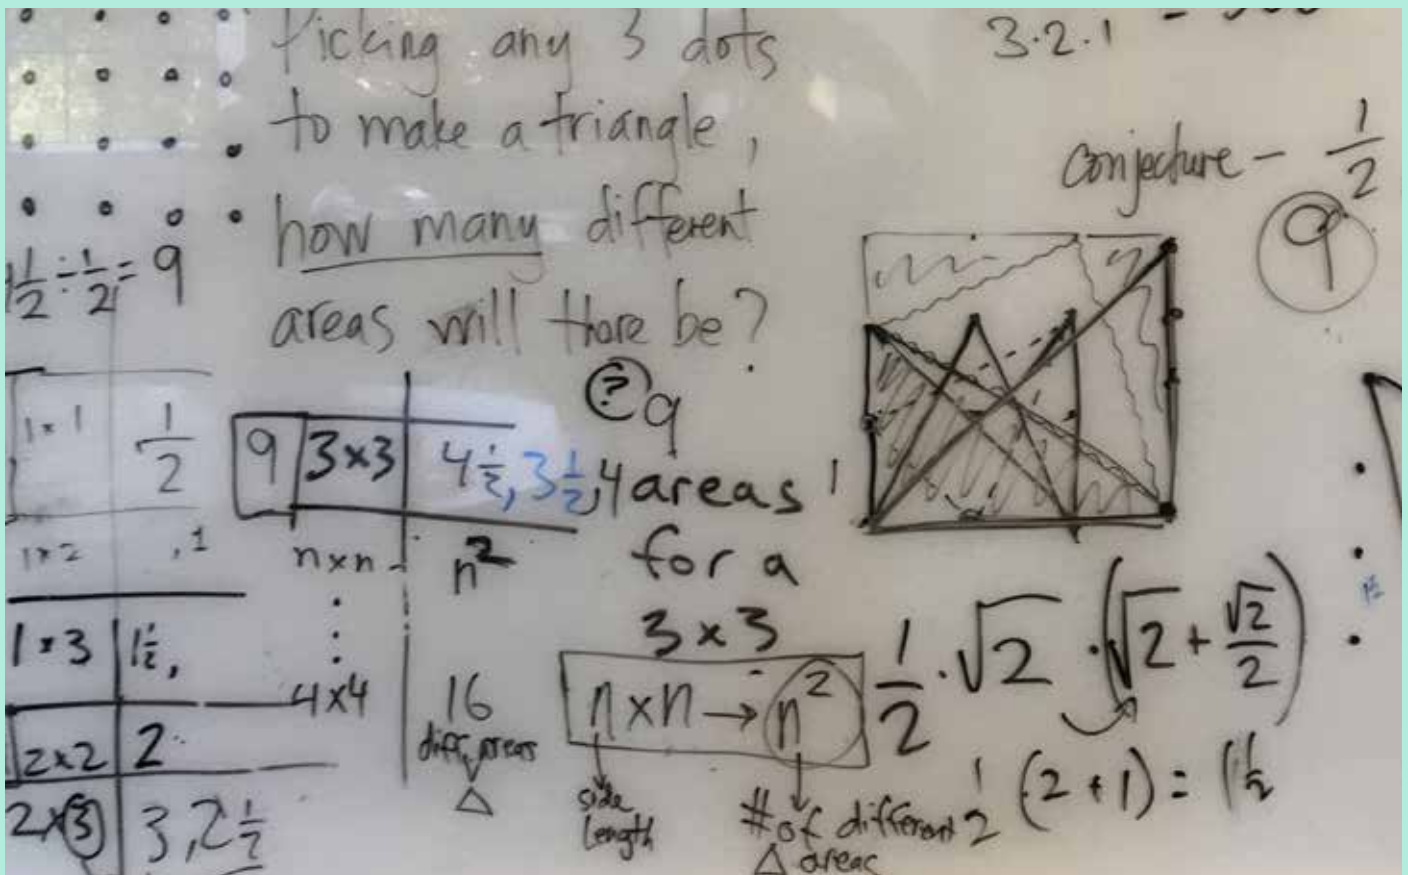 Picking any 3 dots
to make a triangle,
how many different
areas will there be?
3·2·1
conjecture - 1/2
9
1/2 ÷ 1/2 = 9
1×1 1/2
1×2 , 1
1×3 1 1/2,
2×2 2
2×3 3, 2 1/2
9 3×3 4 1/2, 3 1/2, 4
n×n n²
4×4 16
diff. areas
△
? 9
areas
for a
3×3
n×n → n²
side
length
# of different
△ areas
1
1/2 · √2 · (√2 + √2/2)
1/2 (2 + 1) = 1 1/2